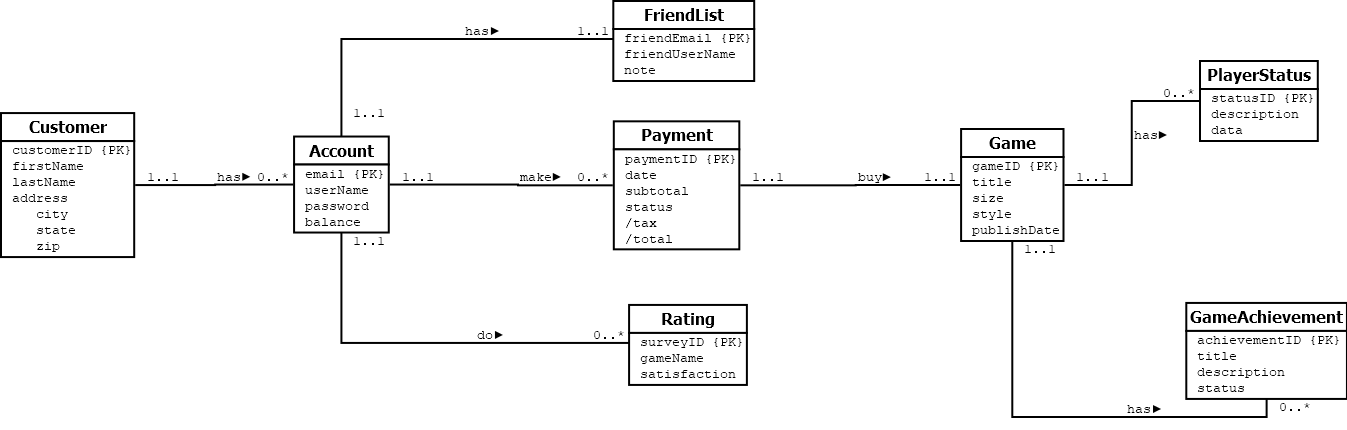 FriendList
friendEmail {PK}
friendUserName
note
has►
1..1
1..1
Customer
customerID {PK}
firstName
lastName
address
city
state
zip
1..1
has►
0..*
Account
email {PK}
userName
password
balance
1..1
make►
0..*
Payment
paymentID {PK}
date
subtotal
status
/tax
/total
1..1
buy►
1..1
Game
gameID {PK}
title
size
style
publishDate
1..1
has►
0..*
PlayerStatus
statusID {PK}
description
data
1..1
do►
0..*
Rating
surveyID {PK}
gameName
satisfaction
1..1
has►
0..*
GameAchievement
achievementID {PK}
title
description
status